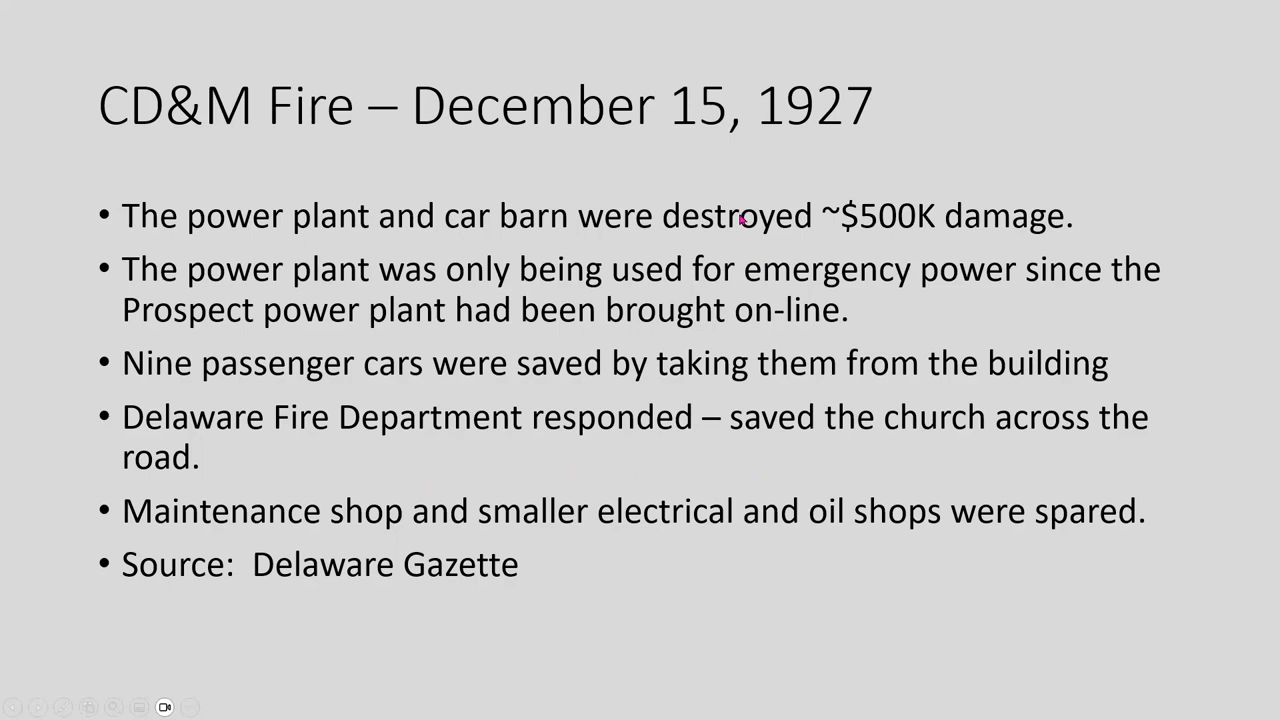 CD&M Fire – December 15, 1927
• The power plant and car barn were destroyed ~$500K damage.
• The power plant was only being used for emergency power since the
Prospect power plant had been brought on-line.
• Nine passenger cars were saved by taking them from the building
• Delaware Fire Department responded – saved the church across the
road.
• Maintenance shop and smaller electrical and oil shops were spared.
• Source:  Delaware Gazette